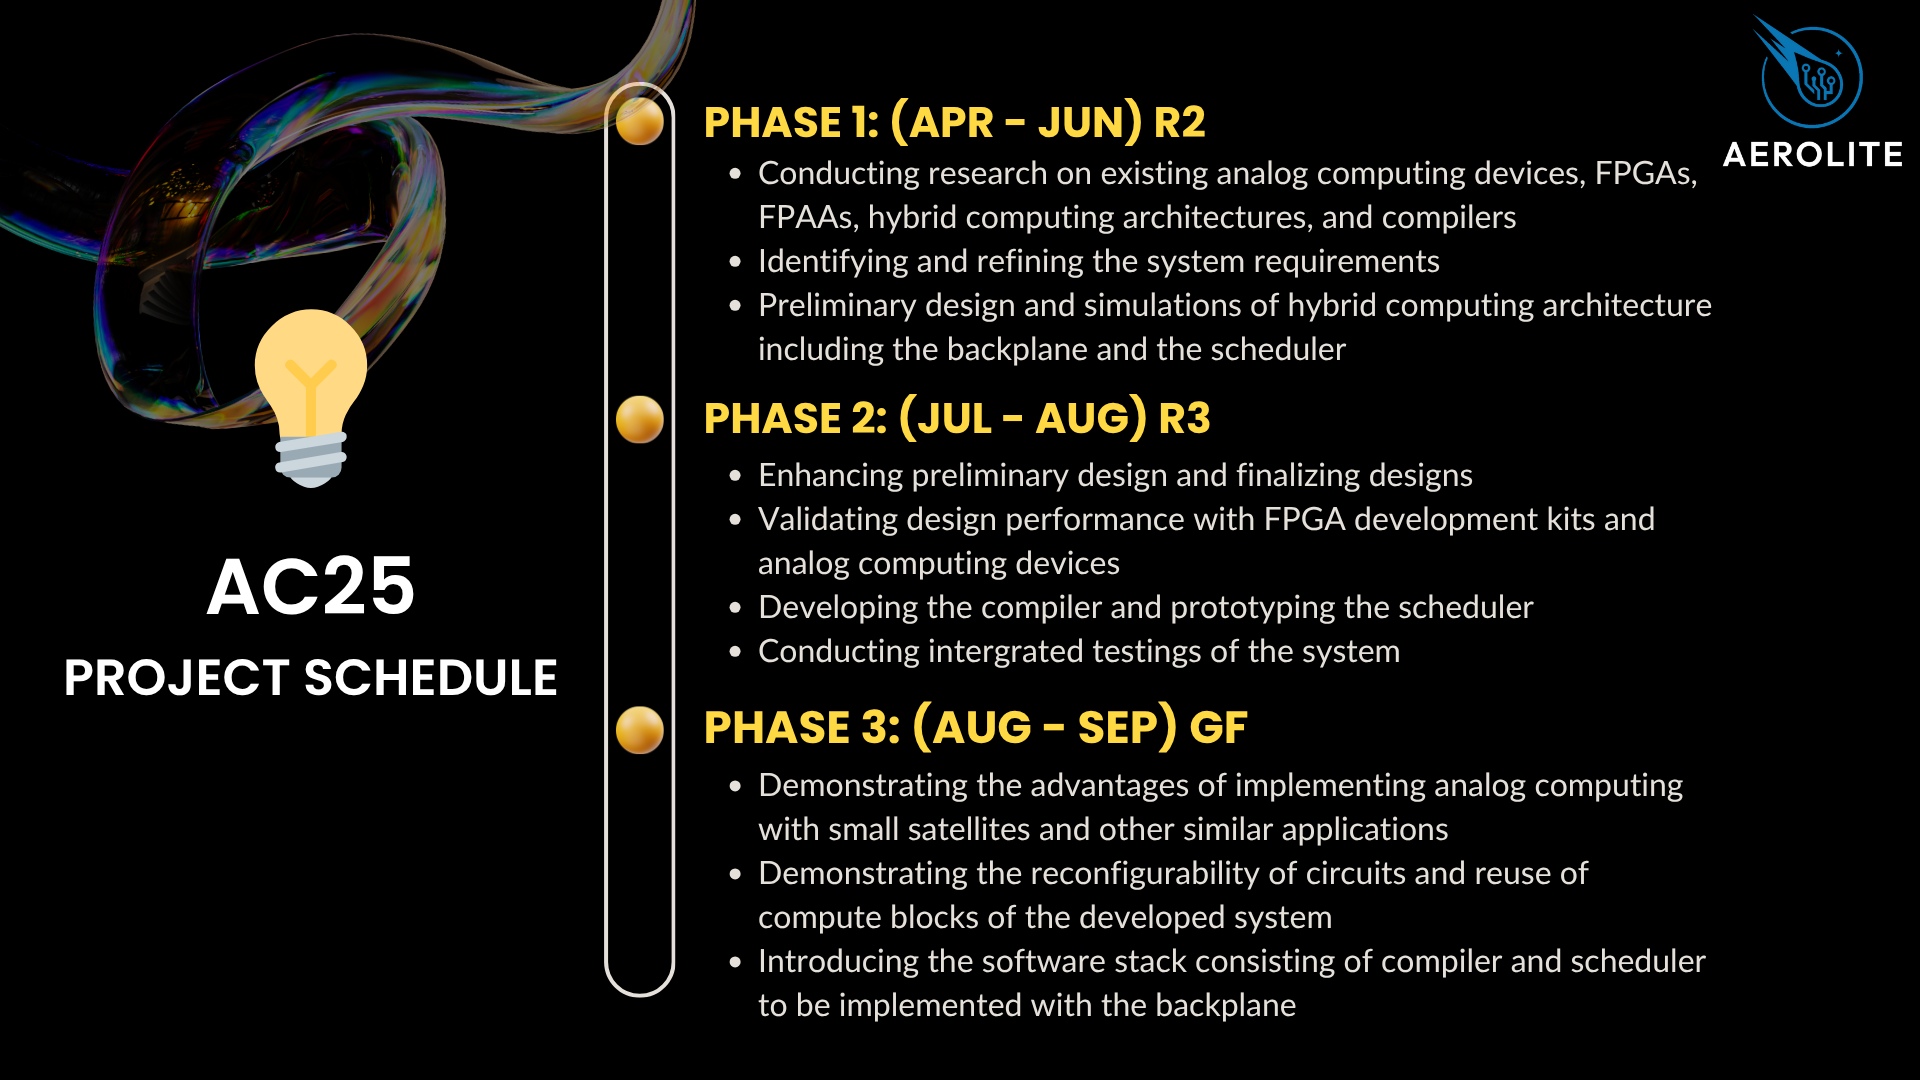 AEROLITE
AC25
PROJECT SCHEDULE
PHASE 1: (APR - JUN) R2
• Conducting research on existing analog computing devices, FPGAs,
FPAAs, hybrid computing architectures, and compilers
• Identifying and refining the system requirements
• Preliminary design and simulations of hybrid computing architecture
including the backplane and the scheduler
PHASE 2: (JUL - AUG) R3
• Enhancing preliminary design and finalizing designs
• Validating design performance with FPGA development kits and
analog computing devices
• Developing the compiler and prototyping the scheduler
• Conducting intergrated testings of the system
PHASE 3: (AUG - SEP) GF
• Demonstrating the advantages of implementing analog computing
with small satellites and other similar applications
• Demonstrating the reconfigurability of circuits and reuse of
compute blocks of the developed system
• Introducing the software stack consisting of compiler and scheduler
to be implemented with the backplane